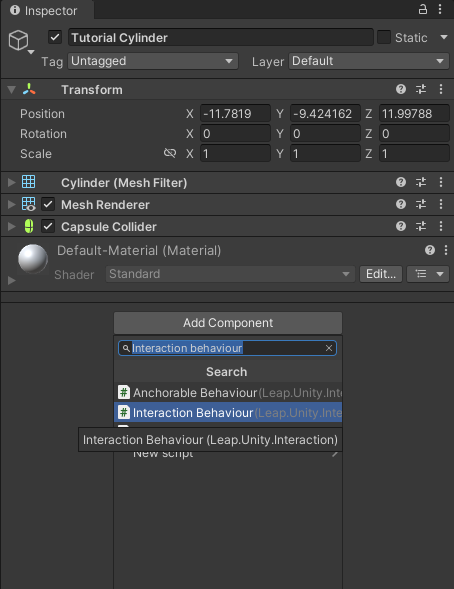 Inspector
Tutorial Cylinder Static
Tag Untagged Layer Default
Transform
Position X -11.7819 Y -9.424162 Z 11.99788
Rotation X 0 Y 0 Z 0
Scale X 1 Y 1 Z 1
Cylinder (Mesh Filter)
Mesh Renderer
Capsule Collider
Default-Material (Material)
Shader Standard Edit...
Add Component
Interaction behaviour
Search
Anchorable Behaviour(Leap.Unity.Inte
Interaction Behaviour(Leap.Unity.Inte
Interaction Behaviour (Leap.Unity.Interaction)
New script